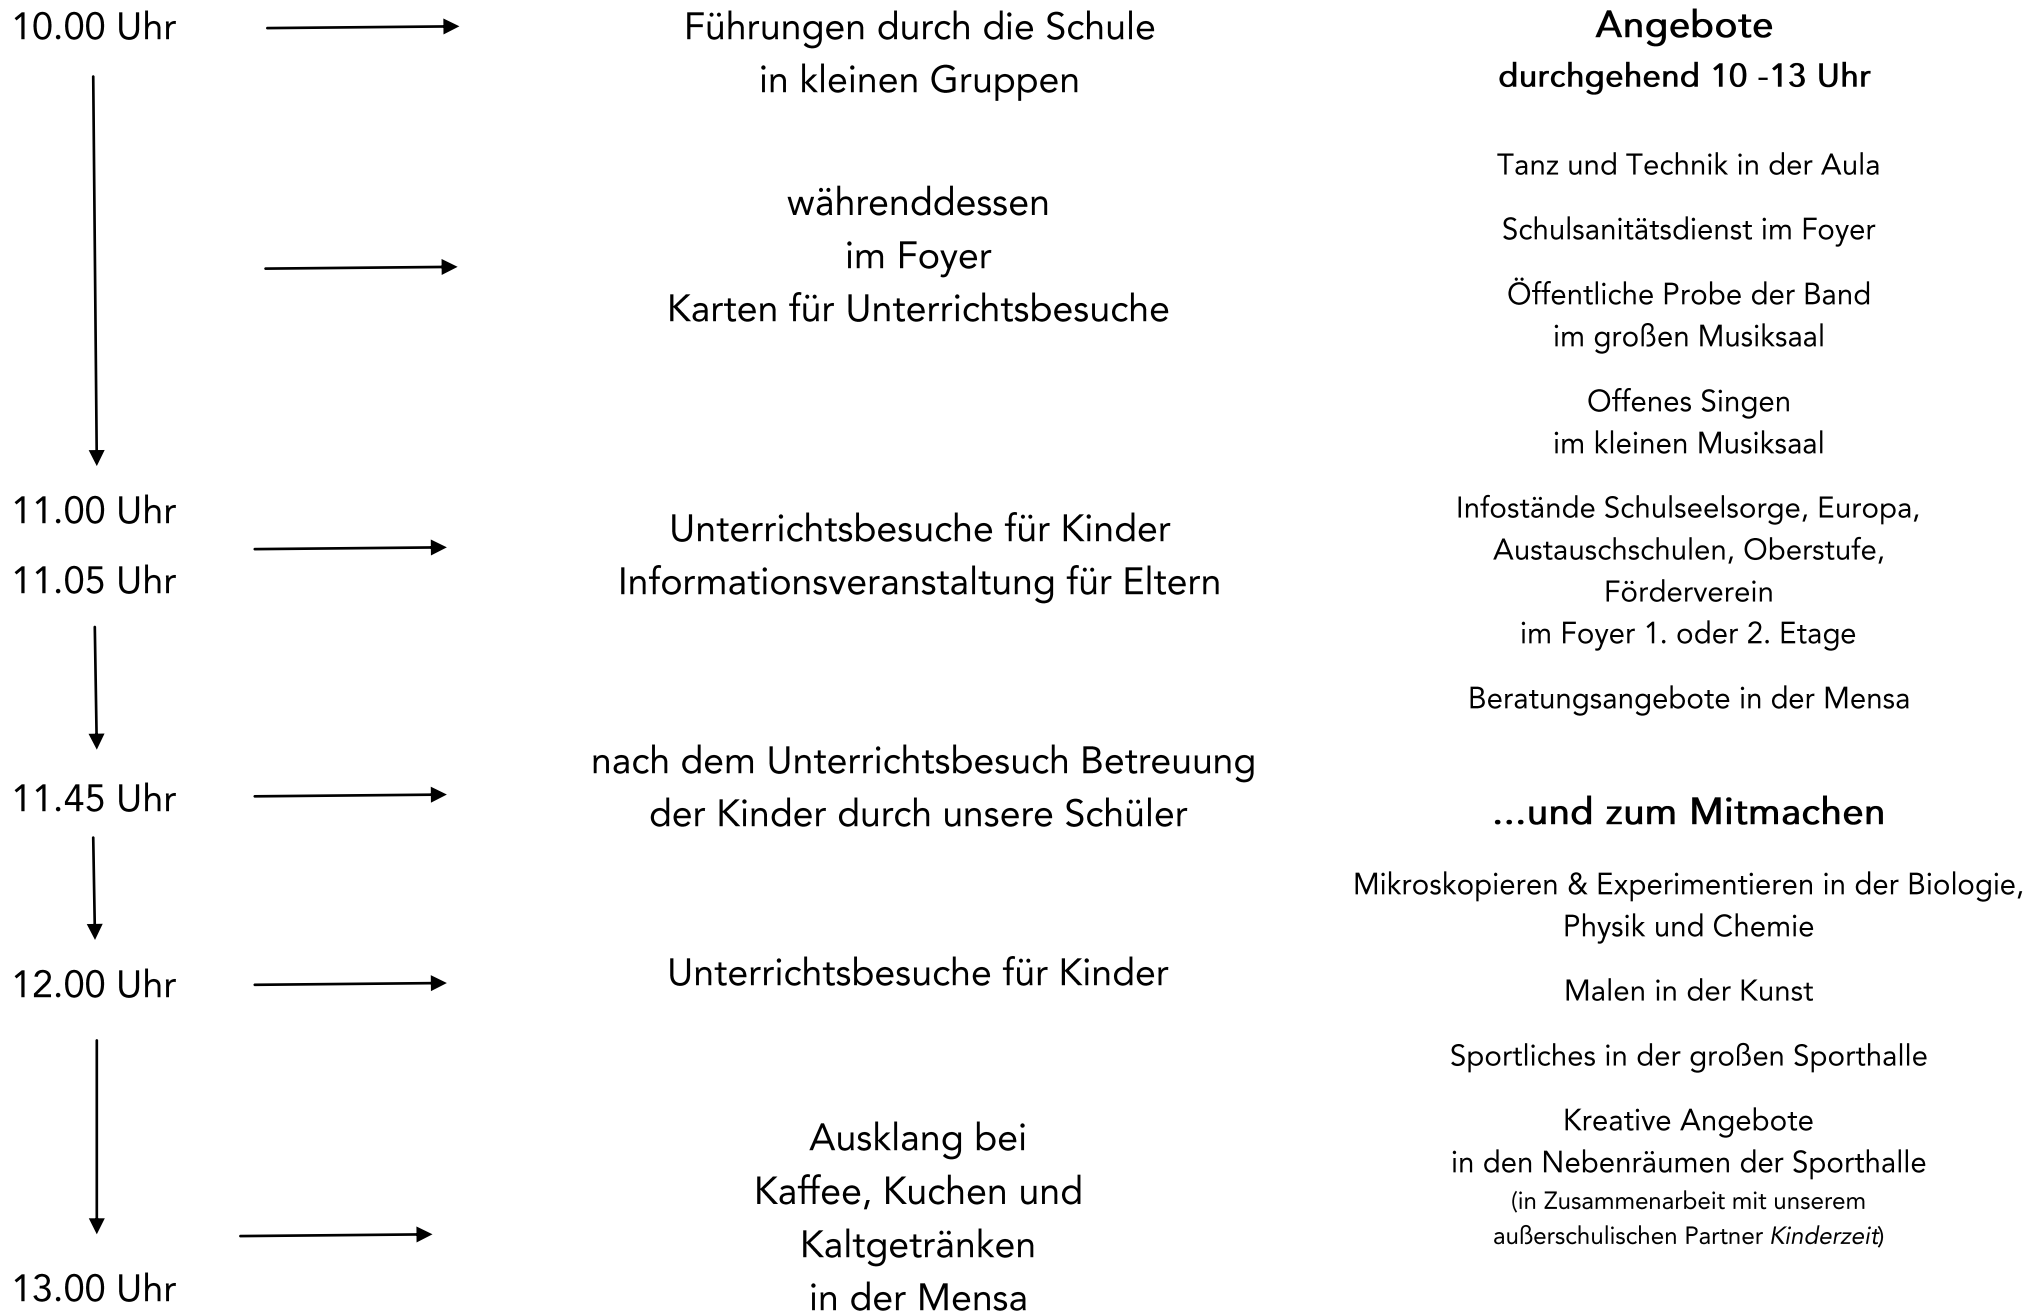 10.00 Uhr
Führungen durch die Schule
in kleinen Gruppen
währenddessen
im Foyer
Karten für Unterrichtsbesuche
11.00 Uhr
11.05 Uhr
Unterrichtsbesuche für Kinder
Informationsveranstaltung für Eltern
11.45 Uhr
nach dem Unterrichtsbesuch Betreuung
der Kinder durch unsere Schüler
12.00 Uhr
Unterrichtsbesuche für Kinder
Ausklang bei
Kaffee, Kuchen und
Kaltgetränken
in der Mensa
13.00 Uhr
Angebote
durchgehend 10 -13 Uhr
Tanz und Technik in der Aula
Schulsanitätsdienst im Foyer
Öffentliche Probe der Band
im großen Musiksaal
Offenes Singen
im kleinen Musiksaal
Infostände Schulseelsorge, Europa,
Austauschschulen, Oberstufe,
Förderverein
im Foyer 1. oder 2. Etage
Beratungsangebote in der Mensa
...und zum Mitmachen
Mikroskopieren & Experimentieren in der Biologie,
Physik und Chemie
Malen in der Kunst
Sportliches in der großen Sporthalle
Kreative Angebote
in den Nebenräumen der Sporthalle
(in Zusammenarbeit mit unserem
außerschulischen Partner Kinderzeit)